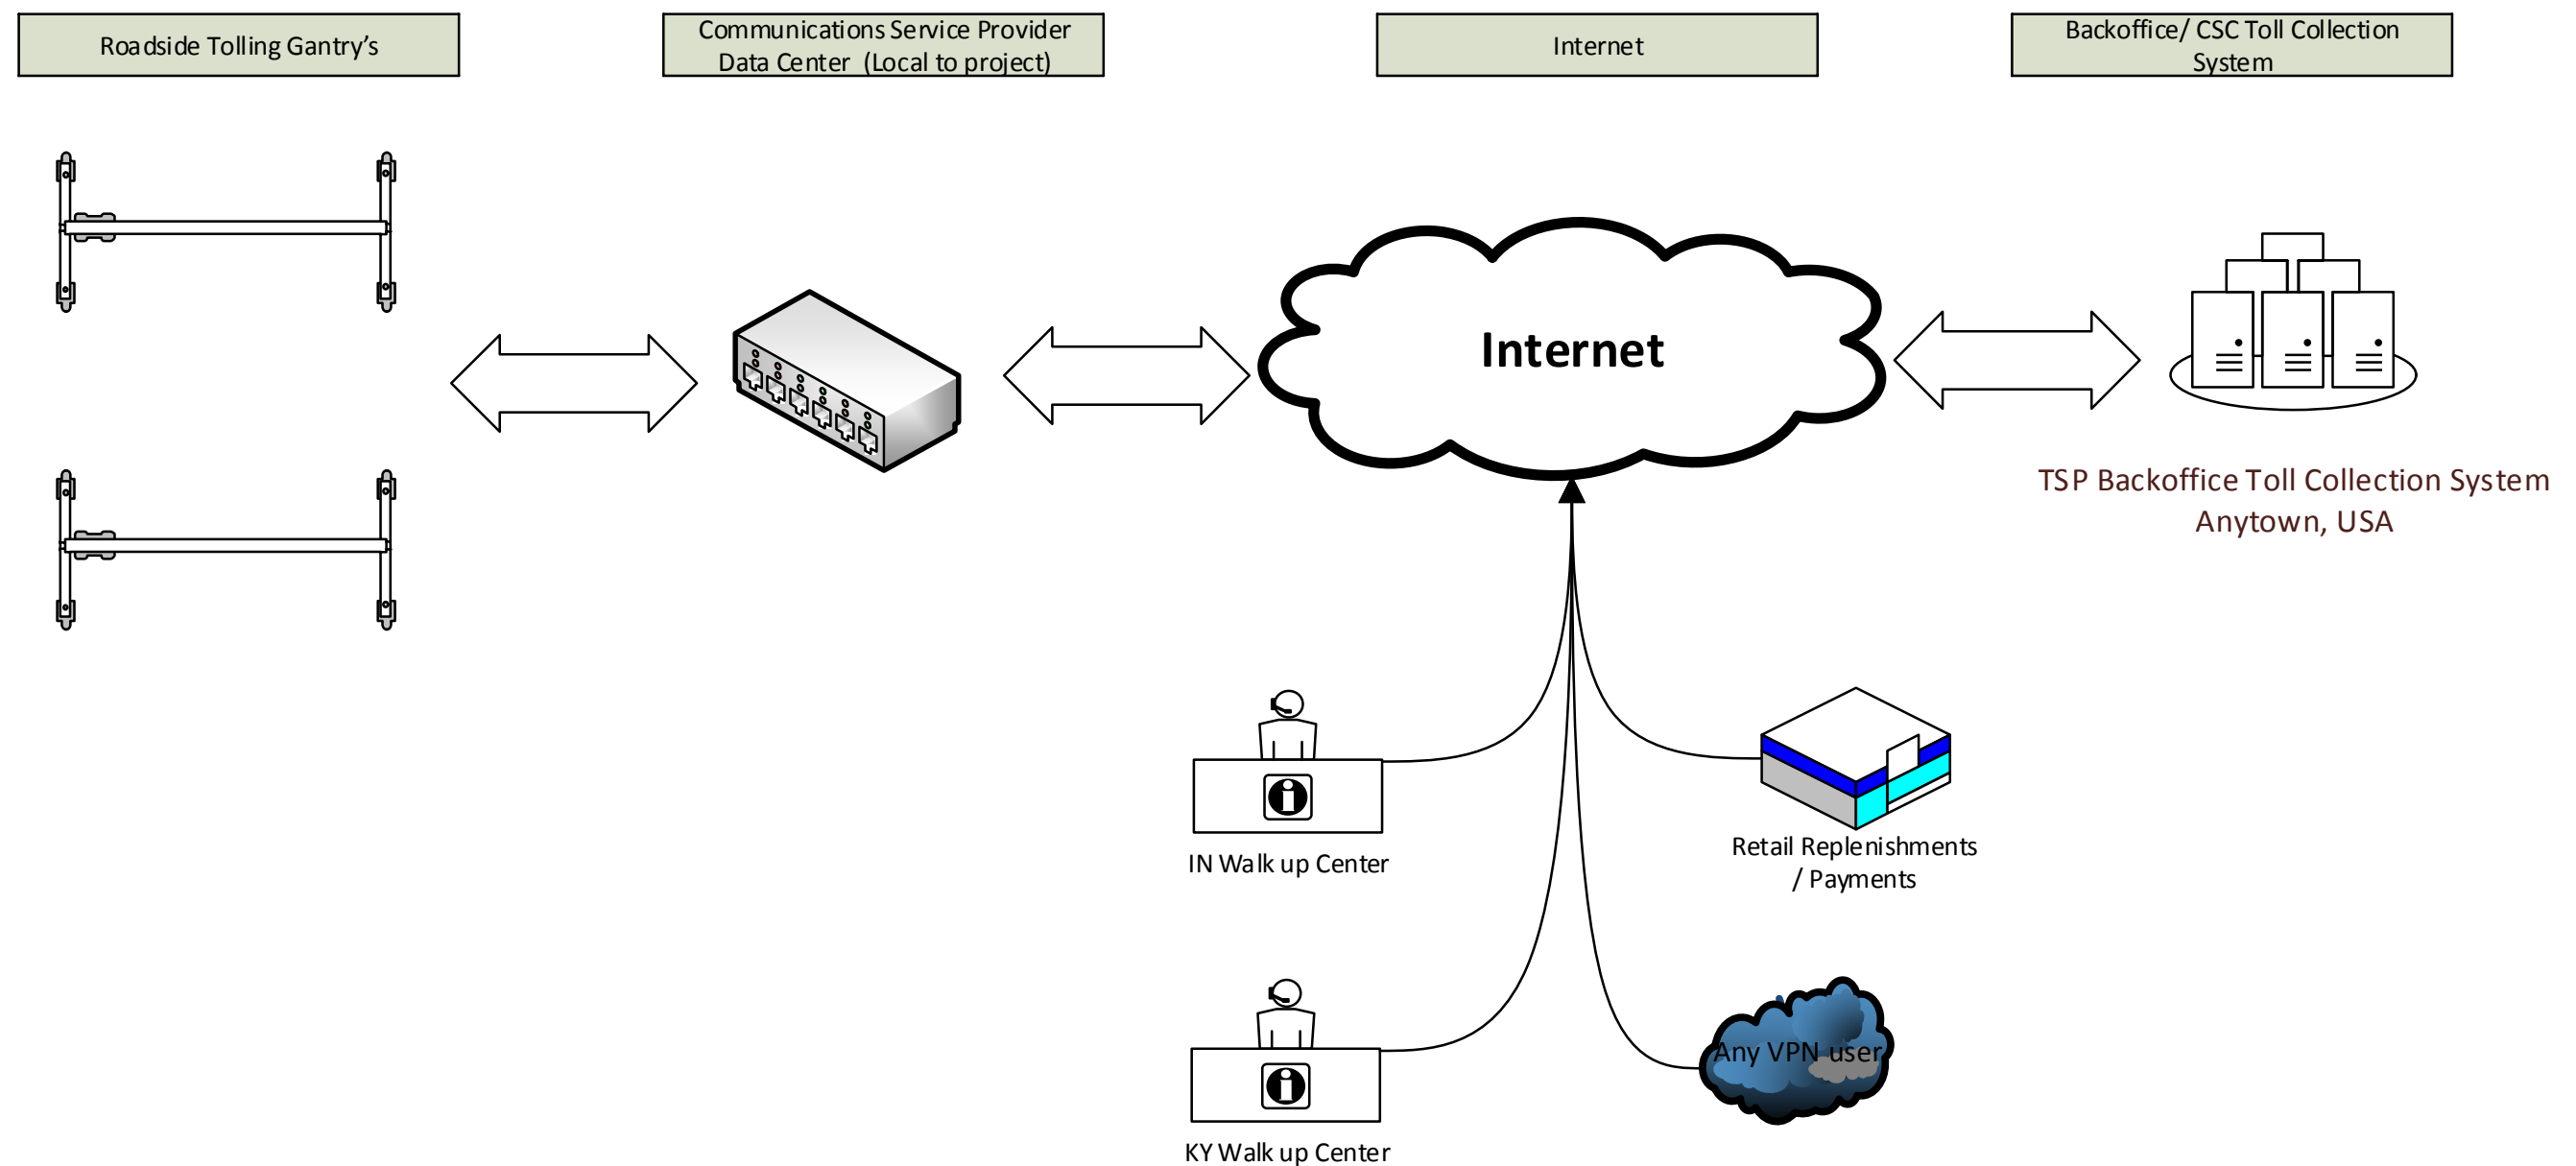 Roadside Tolling Gantry's
Communications Service Provider
Data Center (Local to project)
Internet
Backoffice/ CSC Toll Collection
System
Internet
TSP Backoffice Toll Collection System
Anytown, USA
IN Walk up Center
Retail Replenishments
/ Payments
Any VPN user
KY Walk up Center